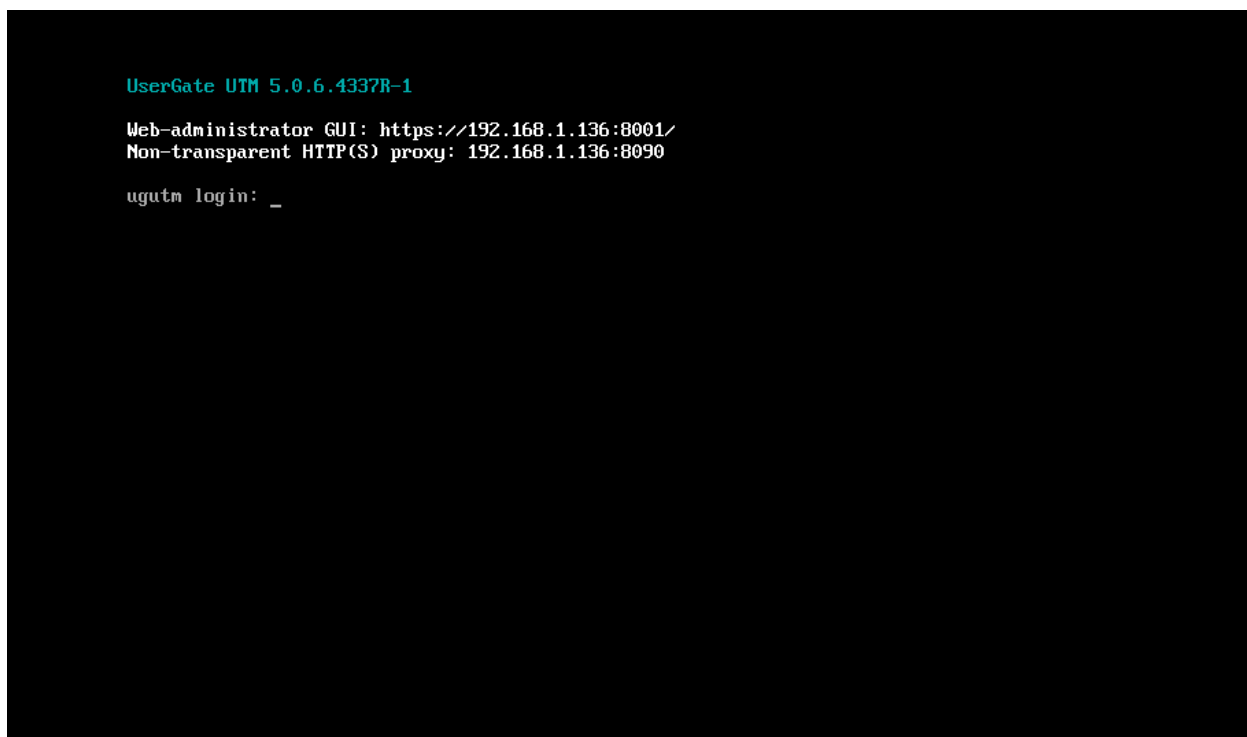 UserGate UTM 5.0.6.4337R-1
Web-administrator GUI: https://192.168.1.136:8001/
Non-transparent HTTP(S) proxy: 192.168.1.136:8090
ugutm login: _